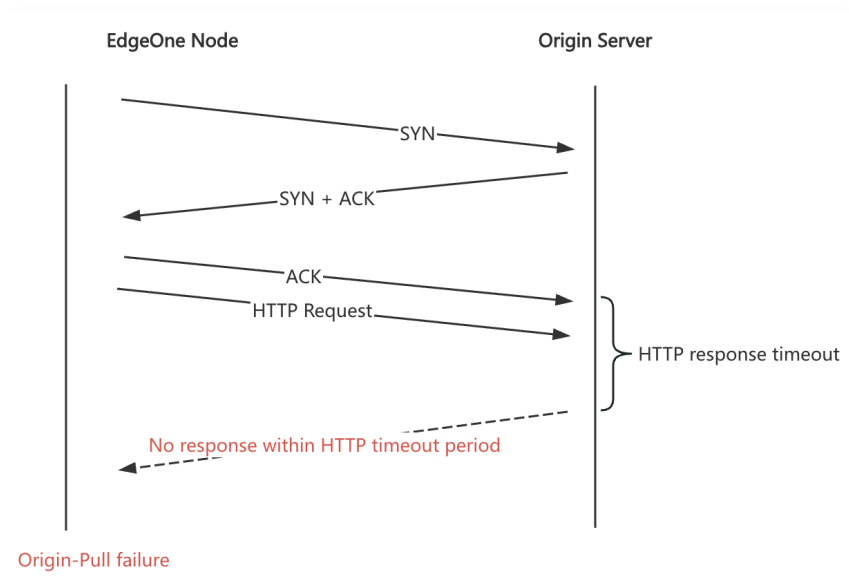 EdgeOne Node
Origin Server
SYN
SYN + ACK
ACK
HTTP Request
HTTP response timeout
No response within HTTP timeout period
Origin-Pull failure